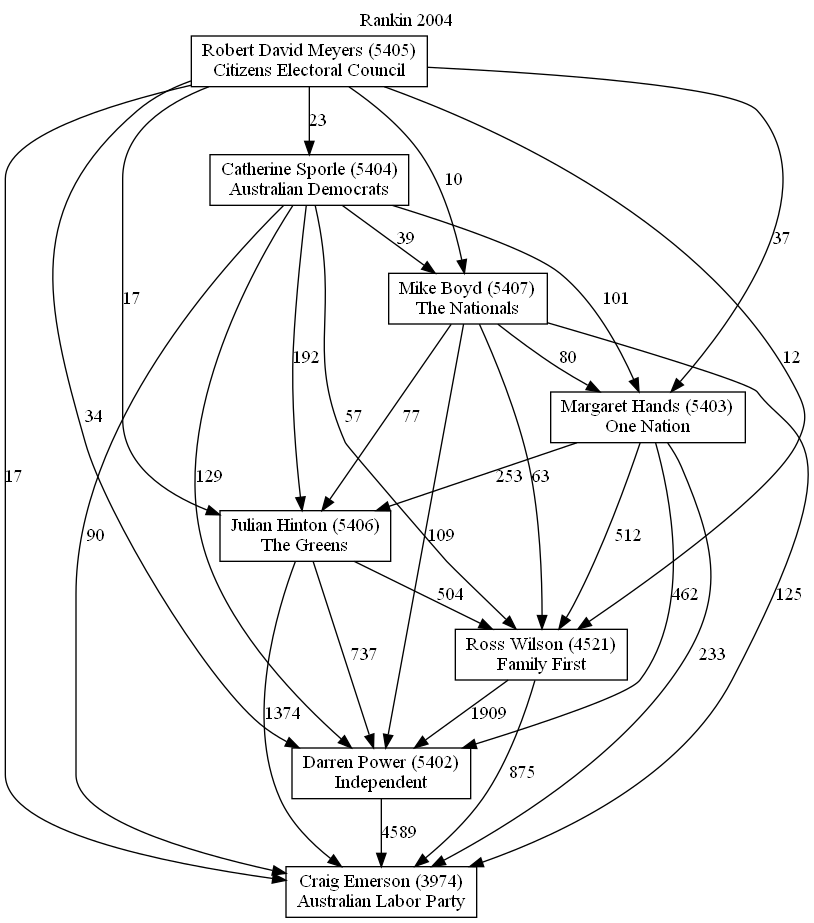 Rankin 2004
Robert David Meyers (5405)
Citizens Electoral Council
23
Catherine Sporle (5404)
Australian Democrats
10
39
37
Mike Boyd (5407)
The Nationals
17
101
192
80
12
Margaret Hands (5403)
One Nation
34
57
77
17
129
253
63
Julian Hinton (5406)
The Greens
90
109
512
504
462
125
Ross Wilson (4521)
Family First
737
233
1374
1909
Darren Power (5402)
Independent
875
4589
Craig Emerson (3974)
Australian Labor Party